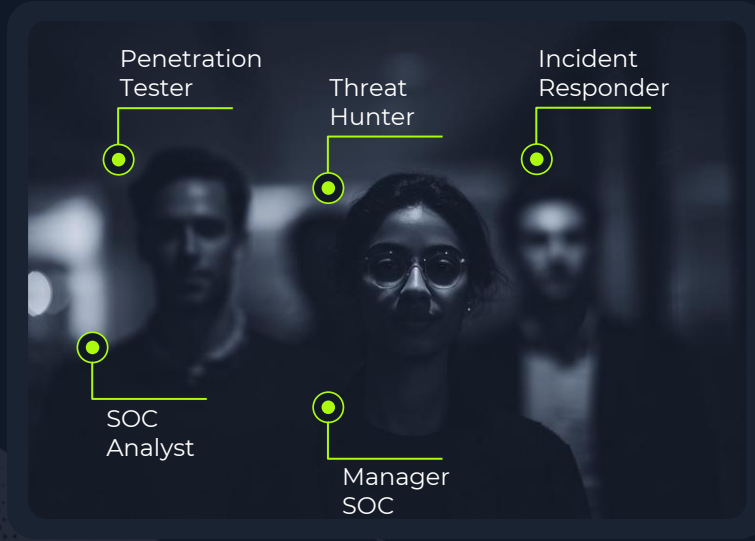 Penetration
Tester
Threat
Hunter
Incident
Responder
SOC
Analyst
Manager
SOC